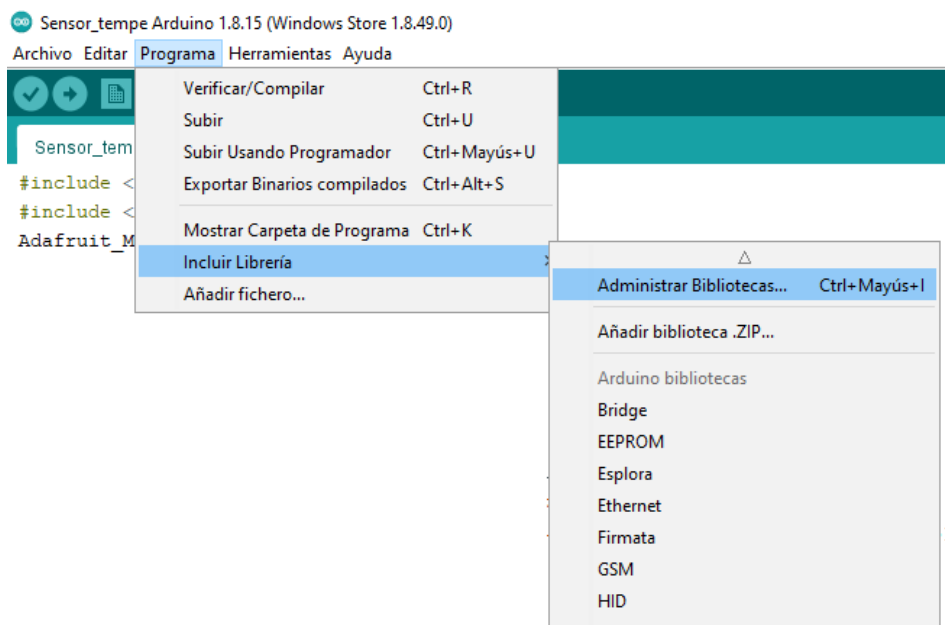 Sensor_tempe Arduino 1.8.15 (Windows Store 1.8.49.0)
Archivo Editar Programa Herramientas Ayuda
Verificar/Compilar Ctrl+R
Subir Ctrl+U
Sensor_tem
Subir Usando Programador Ctrl+Mayús+U
#include <
Exportar Binarios compilados Ctrl+Alt+S
#include <
Mostrar Carpeta de Programa Ctrl+K
Adafruit_M
Incluir Librería
Añadir fichero...
Administrar Bibliotecas... Ctrl+Mayús+I
Añadir biblioteca .ZIP...
Arduino bibliotecas
Bridge
EEPROM
Esplora
Ethernet
Firmata
GSM
HID